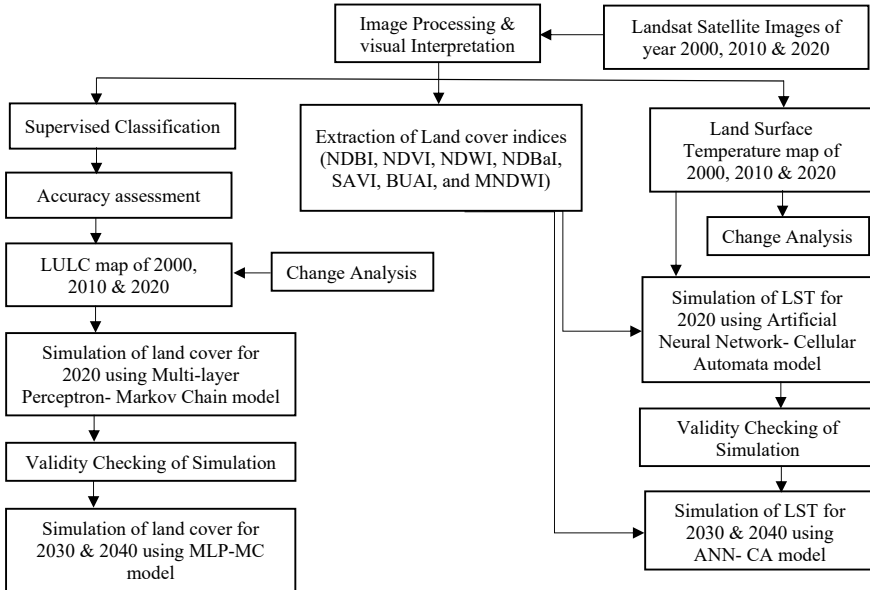 Image Processing &
visual Interpretation
Landsat Satellite Images of
year 2000, 2010 & 2020
Supervised Classification
Accuracy assessment
LULC map of 2000,
2010 & 2020
Change Analysis
Simulation of land cover for
2020 using Multi-layer
Perceptron- Markov Chain model
Validity Checking of Simulation
Simulation of land cover for
2030 & 2040 using MLP-MC
model
Extraction of Land cover indices
(NDBI, NDVI, NDWI, NDBaI,
SAVI, BUAI, and MNDWI)
Land Surface
Temperature map of
2000, 2010 & 2020
Change Analysis
Simulation of LST for
2020 using Artificial
Neural Network- Cellular
Automata model
Validity Checking of
Simulation
Simulation of LST for
2030 & 2040 using
ANN- CA model